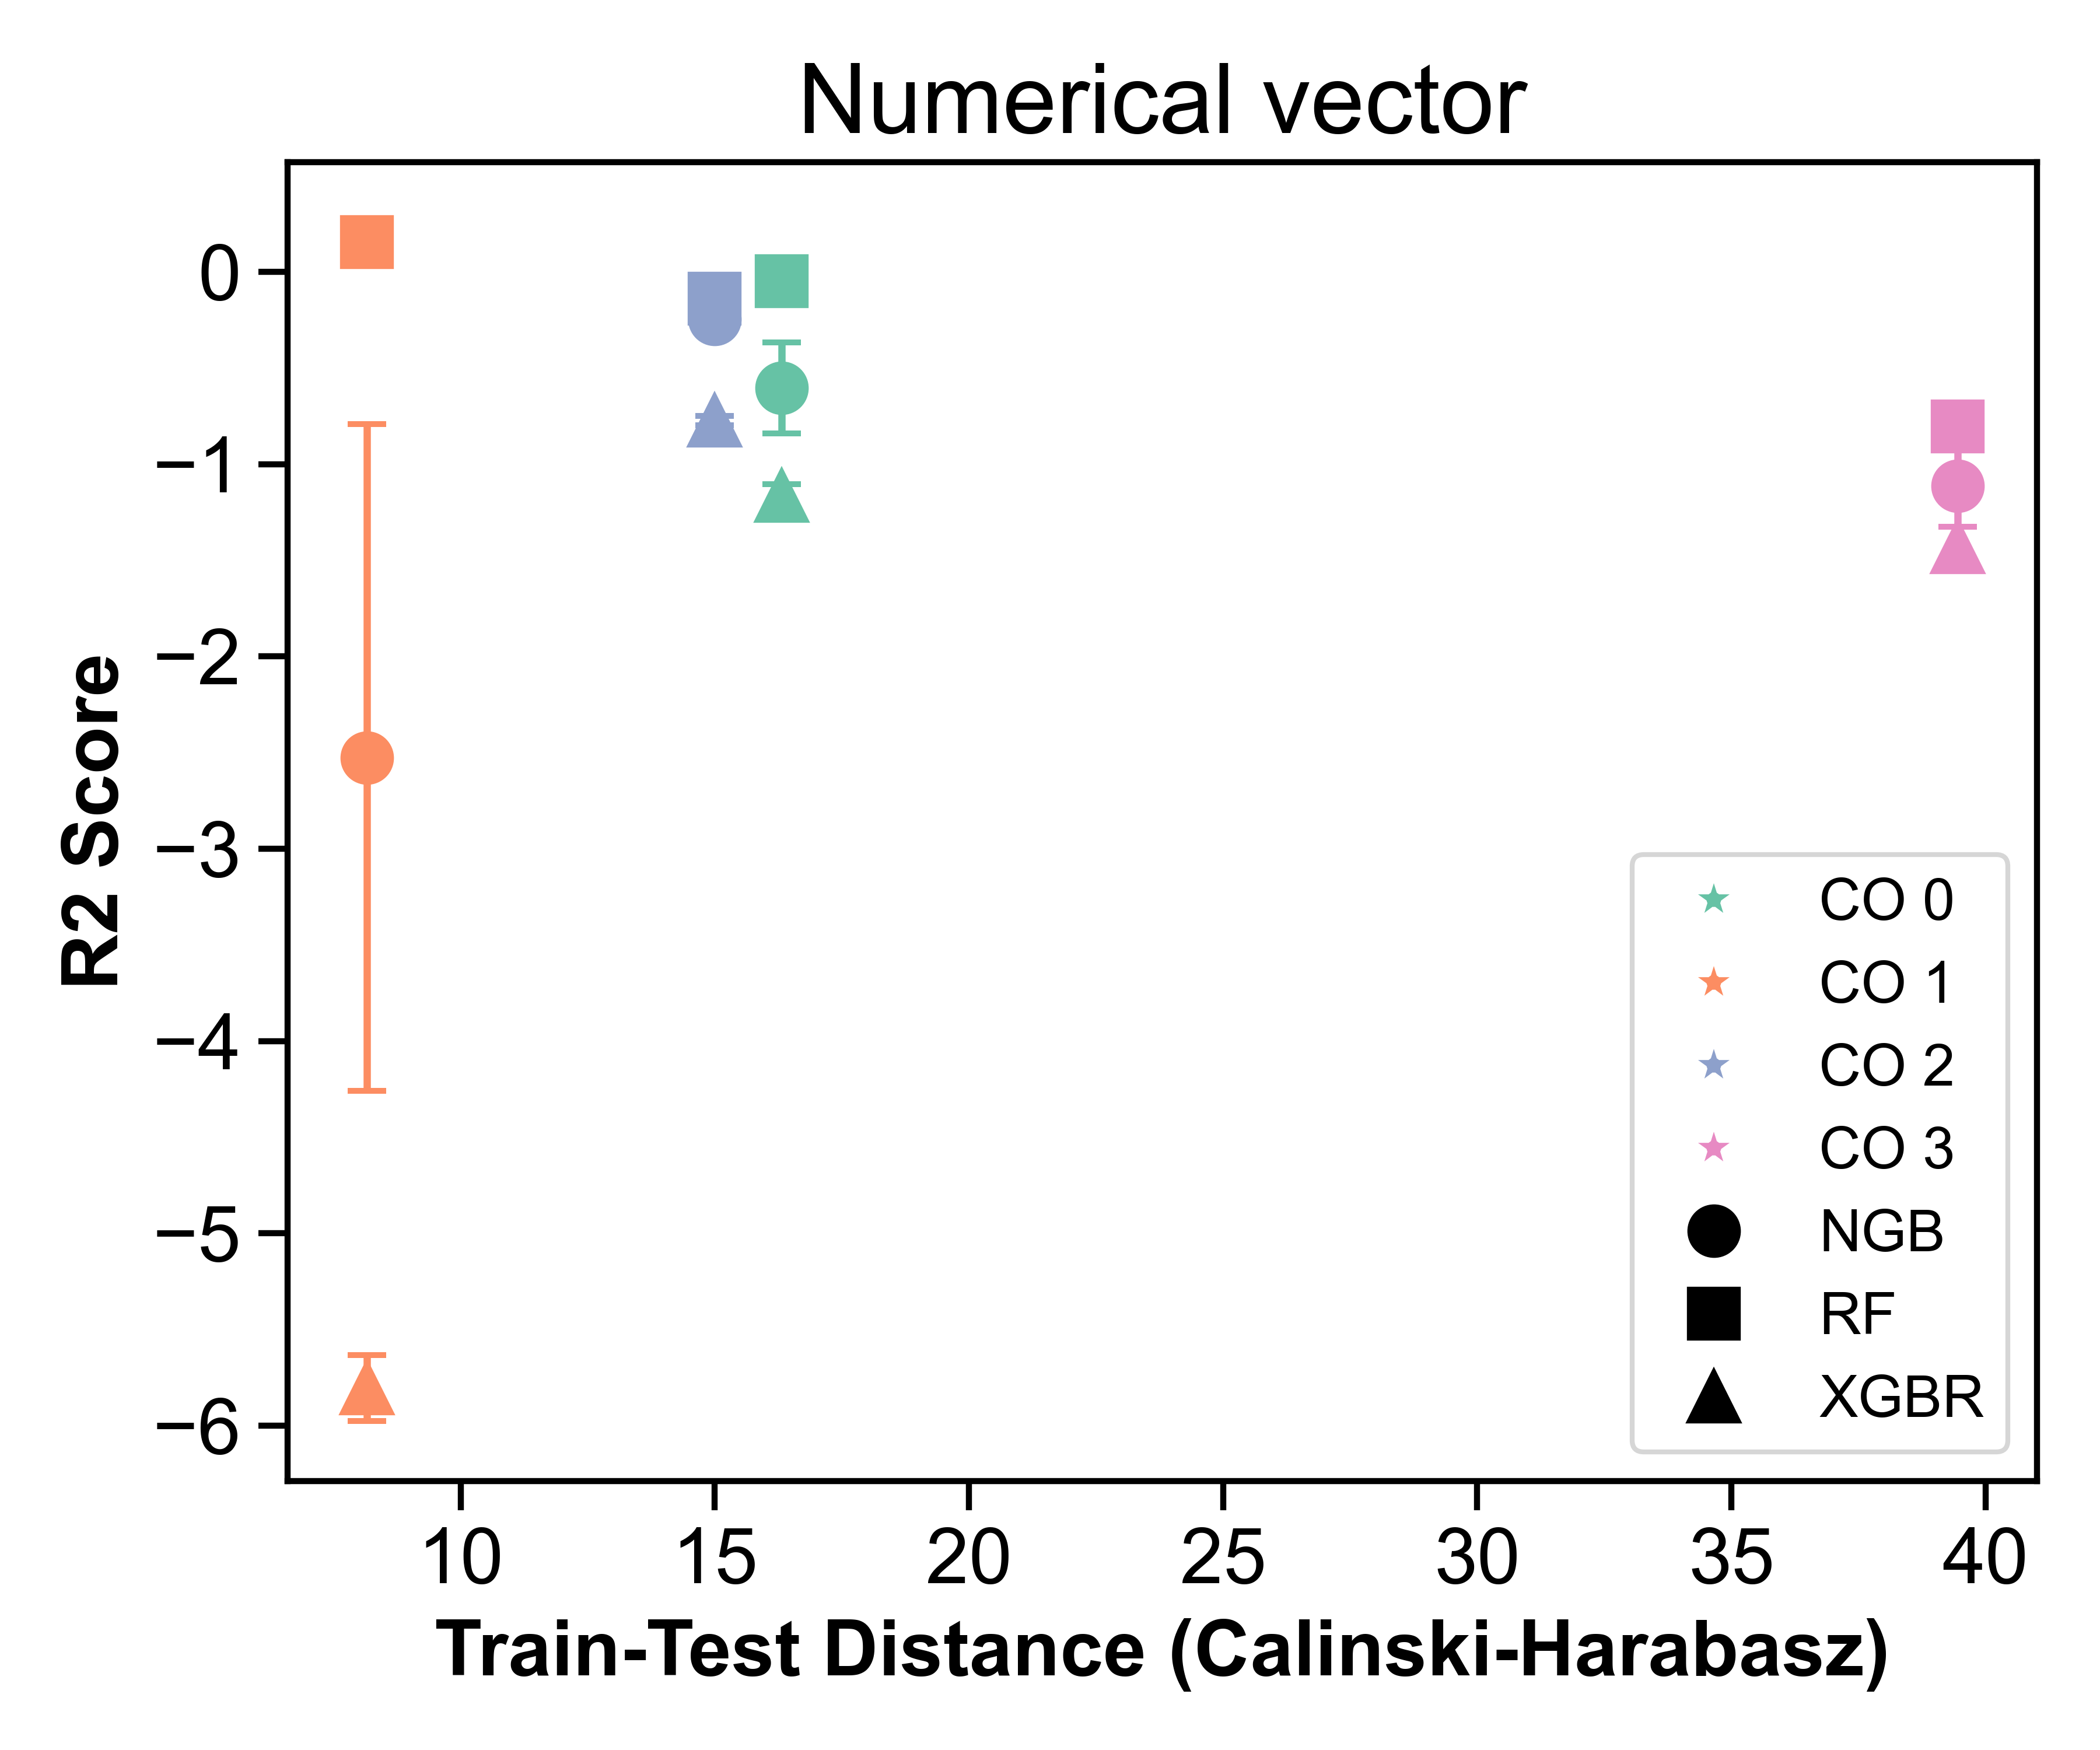 Numerical vector
R2 Score
0
−1
−2
−3
−4
−5
−6
CO 0
CO 1
CO 2
CO 3
NGB
RF
XGBR
10 15 20 25 30 35 40
Train-Test Distance (Calinski-Harabasz)